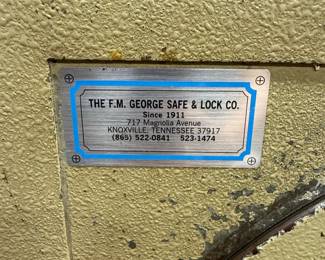 THE F.M. GEORGE SAFE & LOCK CO.
Since 1911
717 Magnolia Avenue
KNOXVILLE, TENNESSEE 37917
(865) 522-0841 523-1474